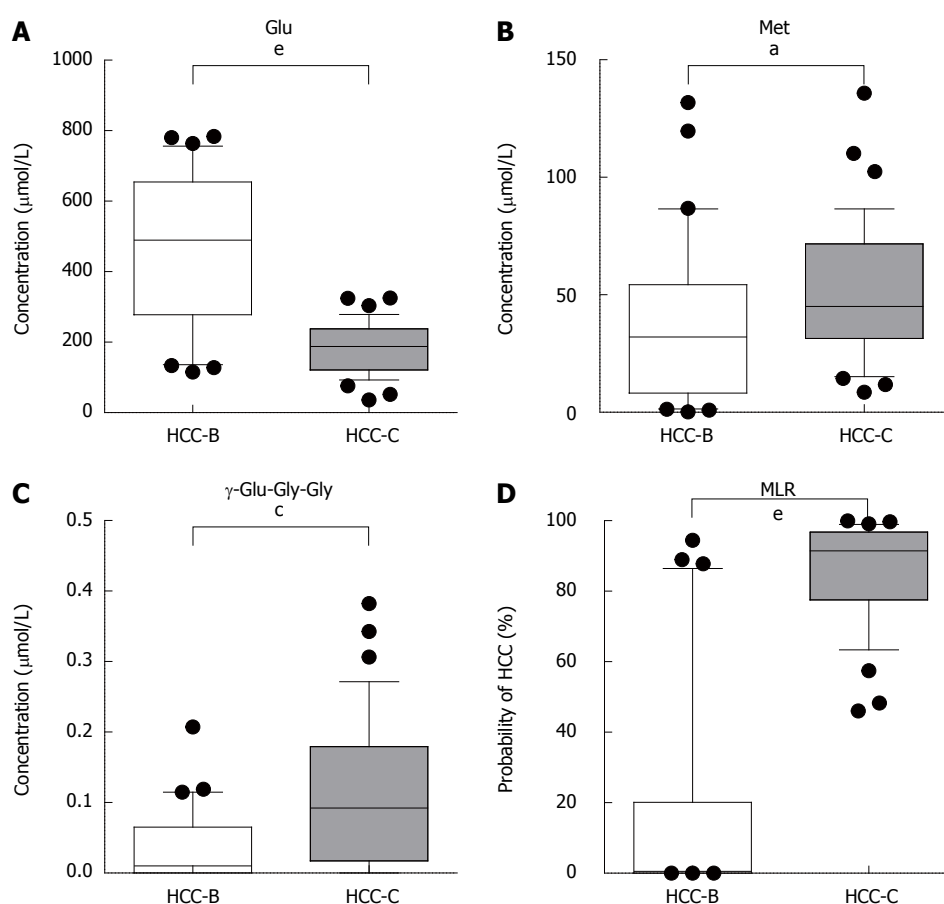 A
Glu
e
Concentration (μmol/L)
1000
800
600
400
200
0
HCC-B
HCC-C
B
Met
a
Concentration (μmol/L)
150
100
50
0
HCC-B
HCC-C
C
γ-Glu-Gly-Gly
c
Concentration (μmol/L)
0.5
0.4
0.3
0.2
0.1
0.0
HCC-B
HCC-C
D
MLR
e
Probability of HCC (%)
100
80
60
40
20
0
HCC-B
HCC-C